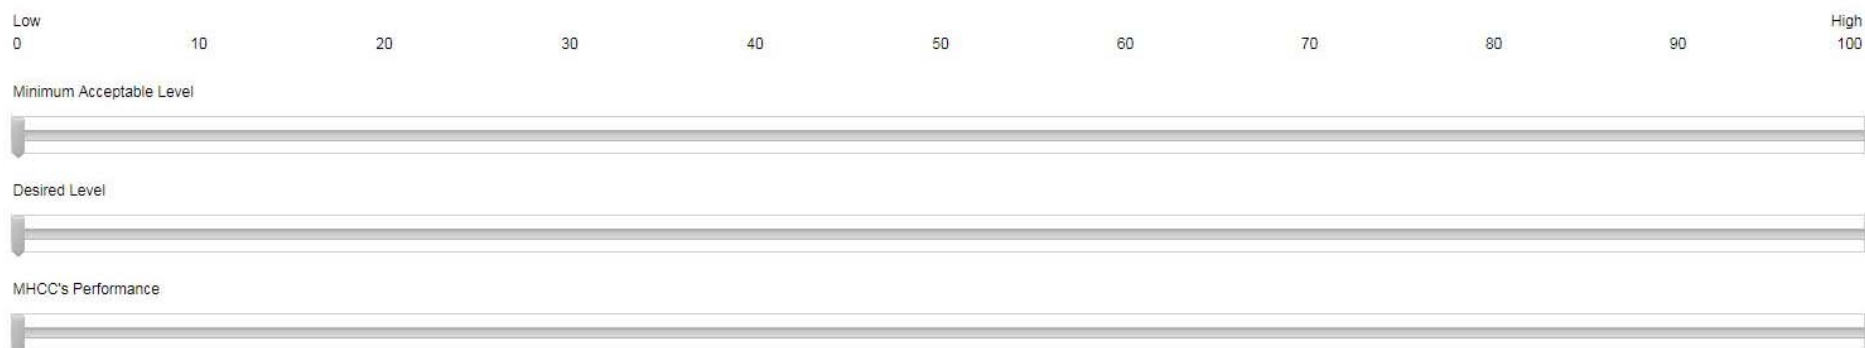 Low High
0 10 20 30 40 50 60 70 80 90 100
Minimum Acceptable Level
Desired Level
MHCC's Performance